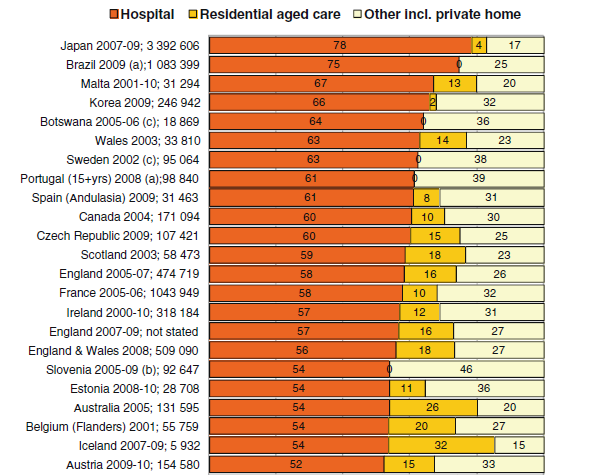 Hospital Residential aged care Other incl. private home
Japan 2007-09; 3 392 606 78 4 17
Brazil 2009 (a);1 083 399 75 0 25
Malta 2001-10; 31 294 67 13 20
Korea 2009; 246 942 66 2 32
Botswana 2005-06 (c); 18 869 64 0 36
Wales 2003; 33 810 63 14 23
Sweden 2002 (c); 95 064 63 0 38
Portugal (15+yrs) 2008 (a);98 840 61 0 39
Spain (Andulasia) 2009; 31 463 61 8 31
Canada 2004; 171 094 60 10 30
Czech Republic 2009; 107 421 60 15 25
Scotland 2003; 58 473 59 18 23
England 2005-07; 474 719 58 16 26
France 2005-06; 1043 949 58 10 32
Ireland 2000-10; 318 184 57 12 31
England 2007-09; not stated 57 16 27
England & Wales 2008; 509 090 56 18 27
Slovenia 2005-09 (b); 92 647 54 0 46
Estonia 2008-10; 28 708 54 11 36
Australia 2005; 131 595 54 26 20
Belgium (Flanders) 2001; 55 759 54 20 27
Iceland 2007-09; 5 932 54 32 15
Austria 2009-10; 154 580 52 15 33